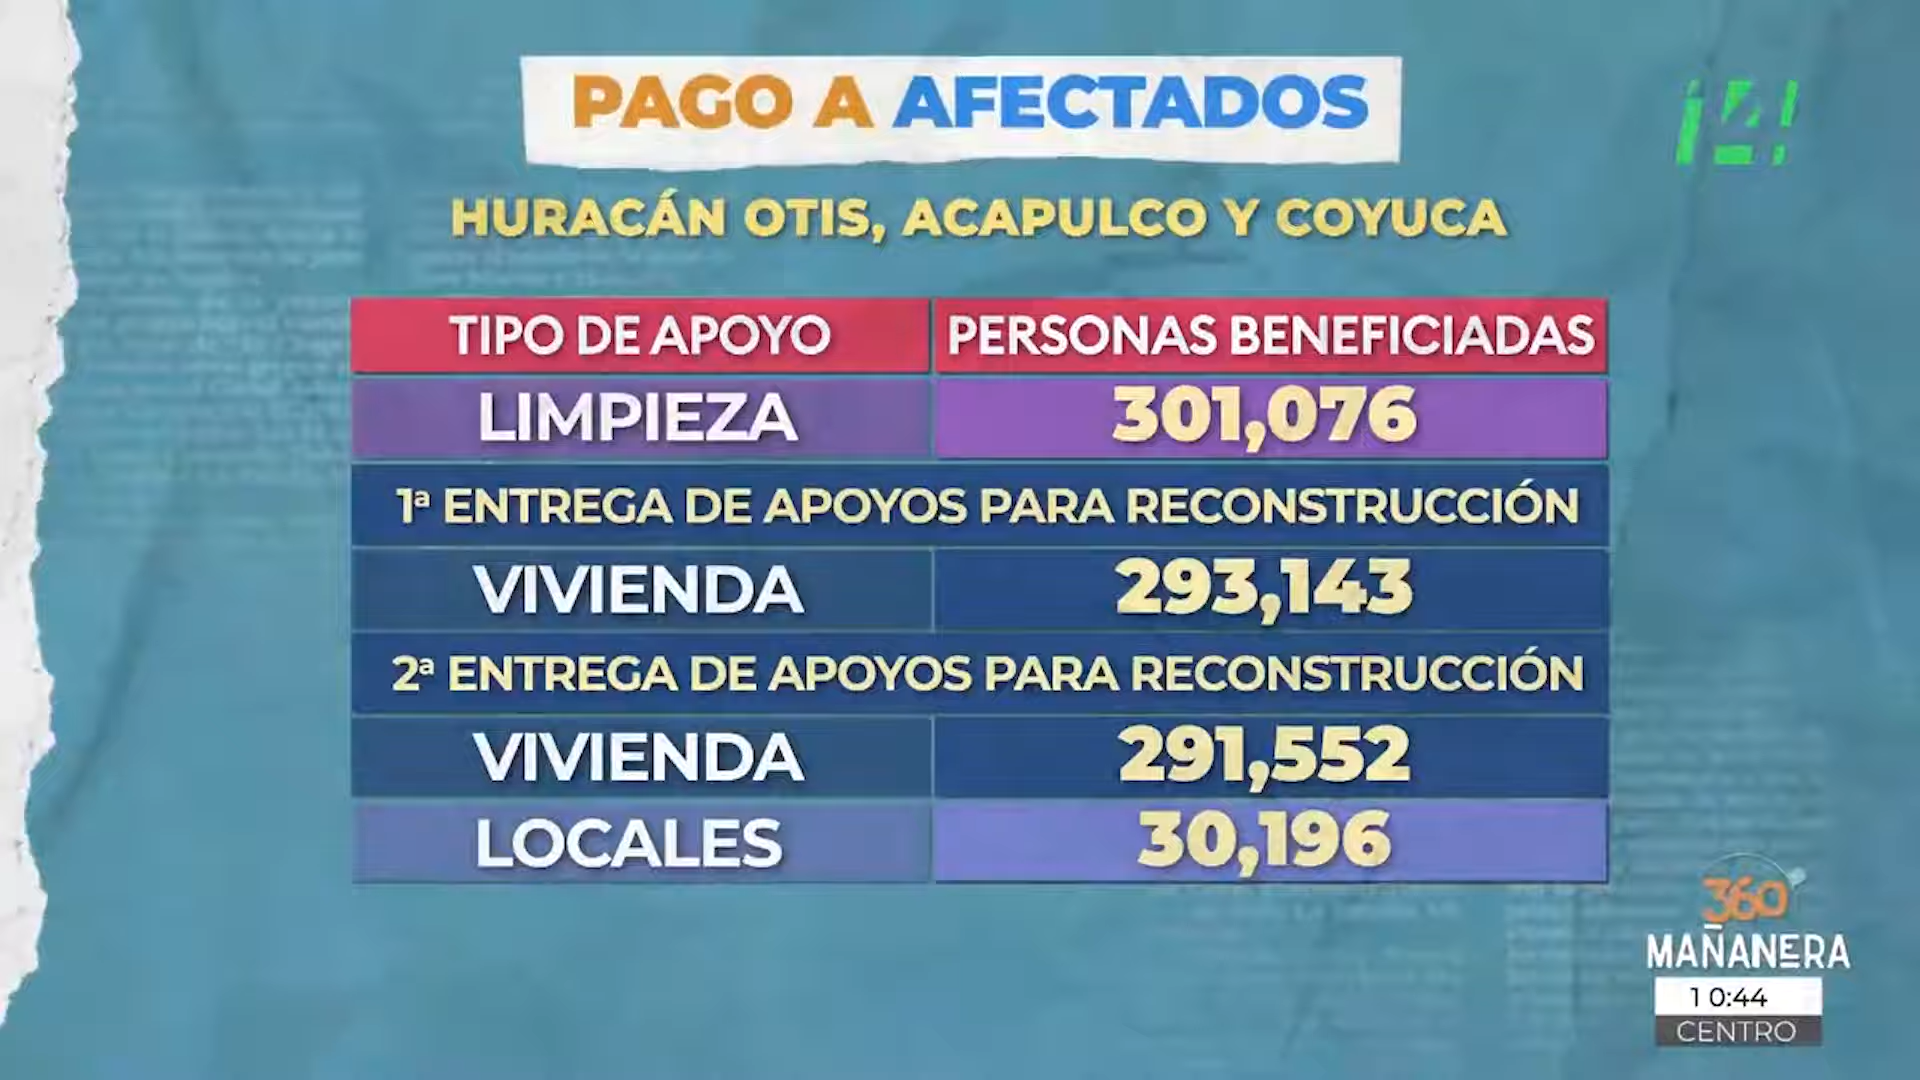 PAGO A AFECTADOS
¡4!
HURACÁN OTIS, ACAPULCO Y COYUCA
TIPO DE APOYO PERSONAS BENEFICIADAS
LIMPIEZA 301,076
1ª ENTREGA DE APOYOS PARA RECONSTRUCCIÓN
VIVIENDA 293,143
2ª ENTREGA DE APOYOS PARA RECONSTRUCCIÓN
VIVIENDA 291,552
LOCALES 30,196
360
MAÑANERA
10:44
CENTRO